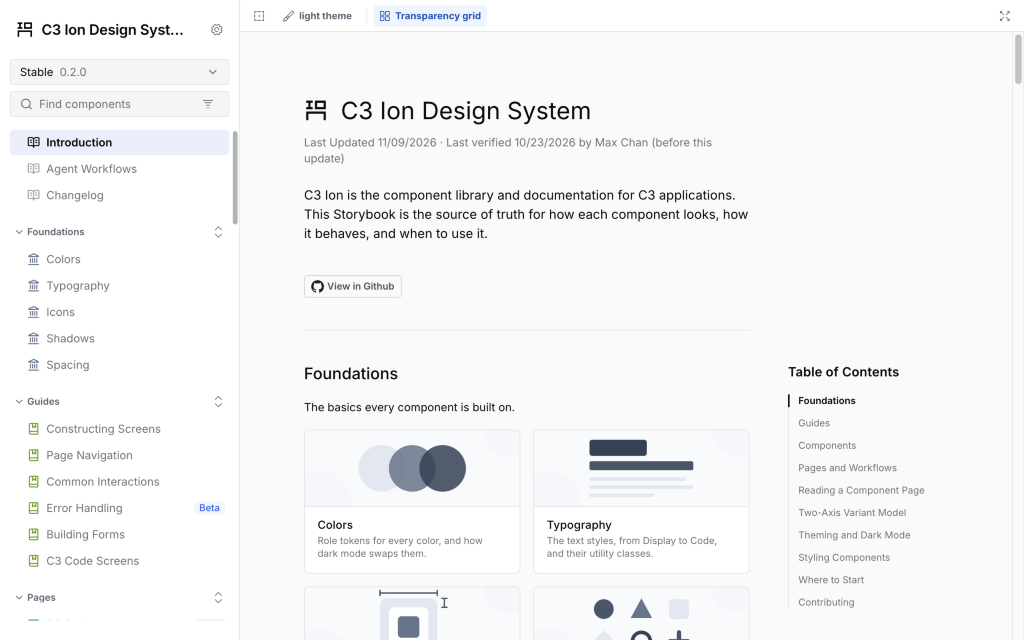 C3 Ion Design Syst...
Stable 0.2.0
Find components
Introduction
Agent Workflows
Changelog
Foundations
Colors
Typography
Icons
Shadows
Spacing
Guides
Constructing Screens
Page Navigation
Common Interactions
Error Handling Beta
Building Forms
C3 Code Screens
Pages
light theme
Transparency grid
C3 Ion Design System
Last Updated 11/09/2026 · Last verified 10/23/2026 by Max Chan (before this
update)
C3 Ion is the component library and documentation for C3 applications.
This Storybook is the source of truth for how each component looks, how
it behaves, and when to use it.
View in Github
Foundations
The basics every component is built on.
Colors
Role tokens for every color, and how
dark mode swaps them.
Typography
The text styles, from Display to Code,
and their utility classes.
Table of Contents
Foundations
Guides
Components
Pages and Workflows
Reading a Component Page
Two-Axis Variant Model
Theming and Dark Mode
Styling Components
Where to Start
Contributing